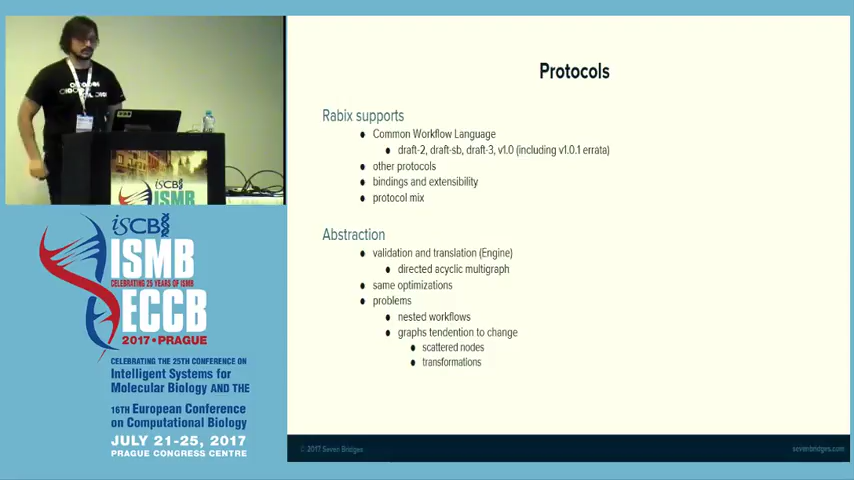 Protocols
Rabix supports
Common Workflow Language
draft-2, draft-sb, draft-3, v1.0 (including v1.0.1 errata)
other protocols
bindings and extensibility
protocol mix
Abstraction
validation and translation (Engine)
directed acyclic multigraph
same optimizations
problems
nested workflows
graphs tendention to change
scattered nodes
transformations
© 2017 Seven Bridges
sevenbridges.com
iSCB
ISMB
iSCB
ISMB
CELEBRATING 25 YEARS OF ISMB
ECCB
2017 • PRAGUE
CELEBRATING THE 25TH CONFERENCE ON
Intelligent Systems for
Molecular Biology AND THE
16TH European Conference
on Computational Biology
JULY 21-25, 2017
PRAGUE CONGRESS CENTRE